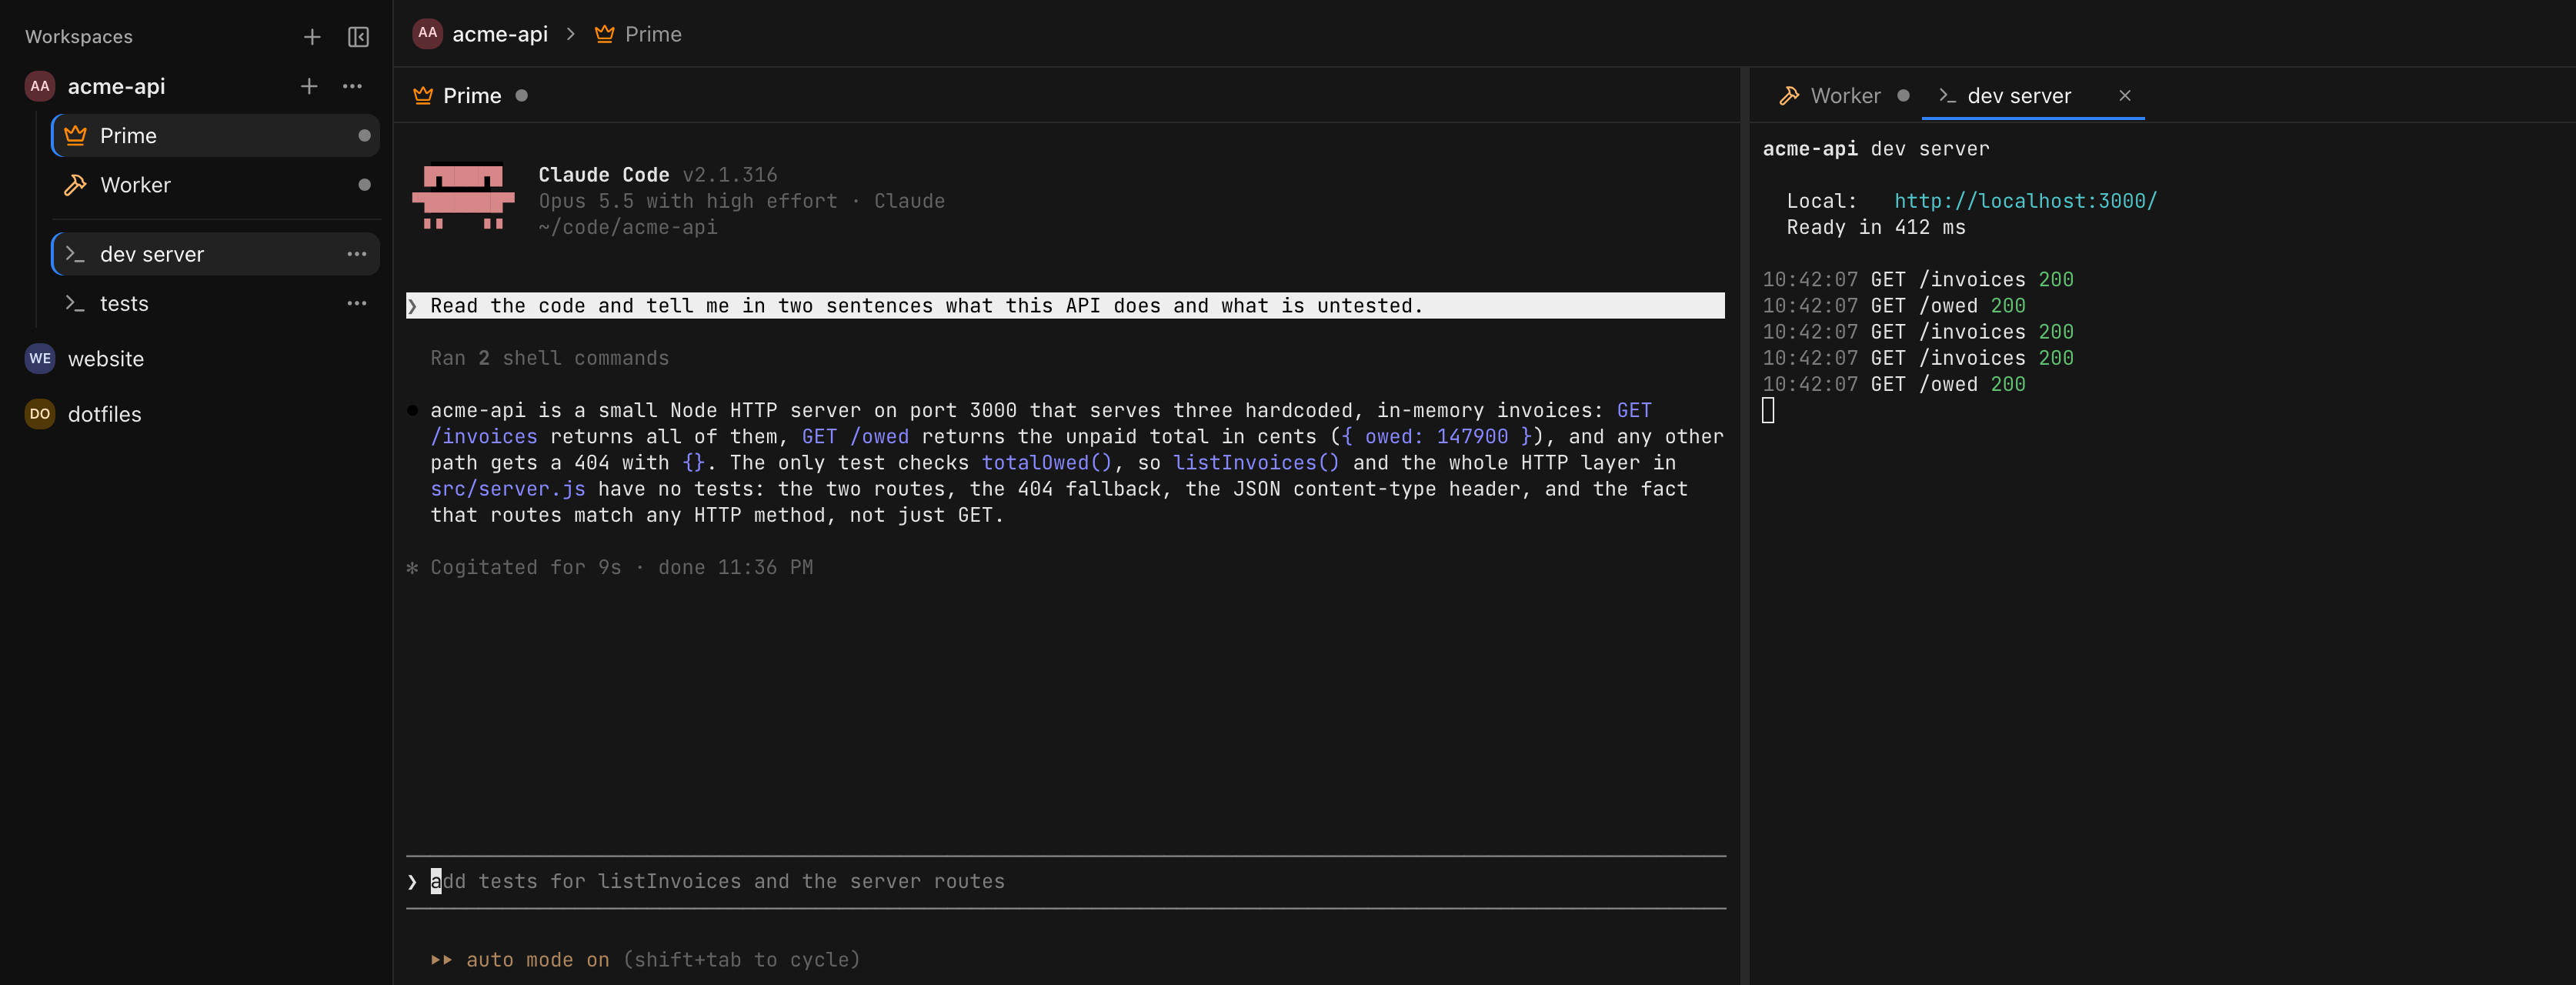 Workspaces
AA acme-api
Prime
Worker
dev server
tests
WE website
DO dotfiles
AA acme-api > Prime
Prime
Claude Code v2.1.316
Opus 5.5 with high effort · Claude
~/code/acme-api
❯ Read the code and tell me in two sentences what this API does and what is untested.
Ran 2 shell commands
● acme-api is a small Node HTTP server on port 3000 that serves three hardcoded, in-memory invoices: GET
/invoices returns all of them, GET /owed returns the unpaid total in cents ({ owed: 147900 }), and any other
path gets a 404 with {}. The only test checks totalOwed(), so listInvoices() and the whole HTTP layer in
src/server.js have no tests: the two routes, the 404 fallback, the JSON content-type header, and the fact
that routes match any HTTP method, not just GET.
✻ Cogitated for 9s · done 11:36 PM
❯ add tests for listInvoices and the server routes
⏵⏵ auto mode on (shift+tab to cycle)
Worker
dev server
acme-api dev server
Local: http://localhost:3000/
Ready in 412 ms
10:42:07 GET /invoices 200
10:42:07 GET /owed 200
10:42:07 GET /invoices 200
10:42:07 GET /invoices 200
10:42:07 GET /owed 200